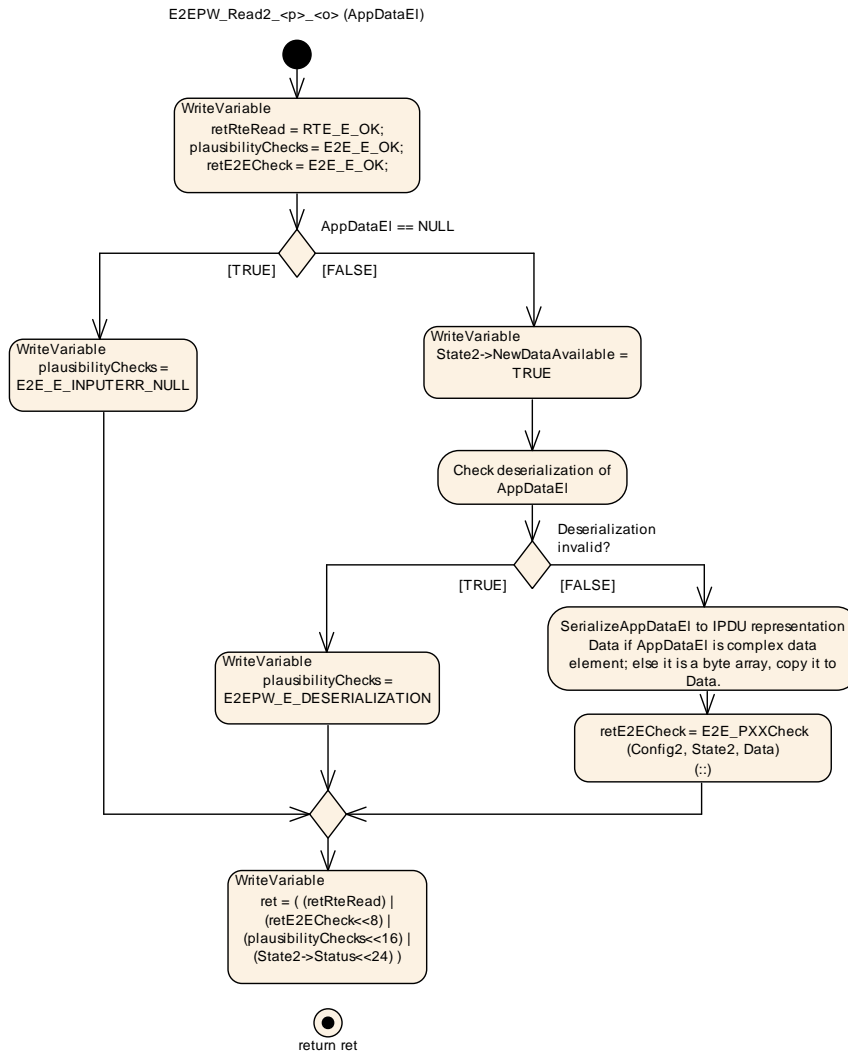 E2EPW_Read2_<p>_<o> (AppDataEl)
WriteVariable
retRteRead = RTE_E_OK;
plausibilityChecks = E2E_E_OK;
retE2ECheck = E2E_E_OK;
AppDataEl == NULL
[TRUE]
[FALSE]
WriteVariable
plausibilityChecks =
E2E_E_INPUTERR_NULL
WriteVariable
State2->NewDataAvailable =
TRUE
Check deserialization of
AppDataEl
Deserialization
invalid?
[TRUE]
[FALSE]
SerializeAppDataEl to IPDU representation
Data if AppDataEl is complex data
element; else it is a byte array, copy it to
Data.
WriteVariable
plausibilityChecks =
E2EPW_E_DESERIALIZATION
retE2ECheck = E2E_PXXCheck
(Config2, State2, Data)
(::)
WriteVariable
ret = ( (retRteRead) |
(retE2ECheck<<8) |
(plausibilityChecks<<16) |
(State2->Status<<24) )
return ret